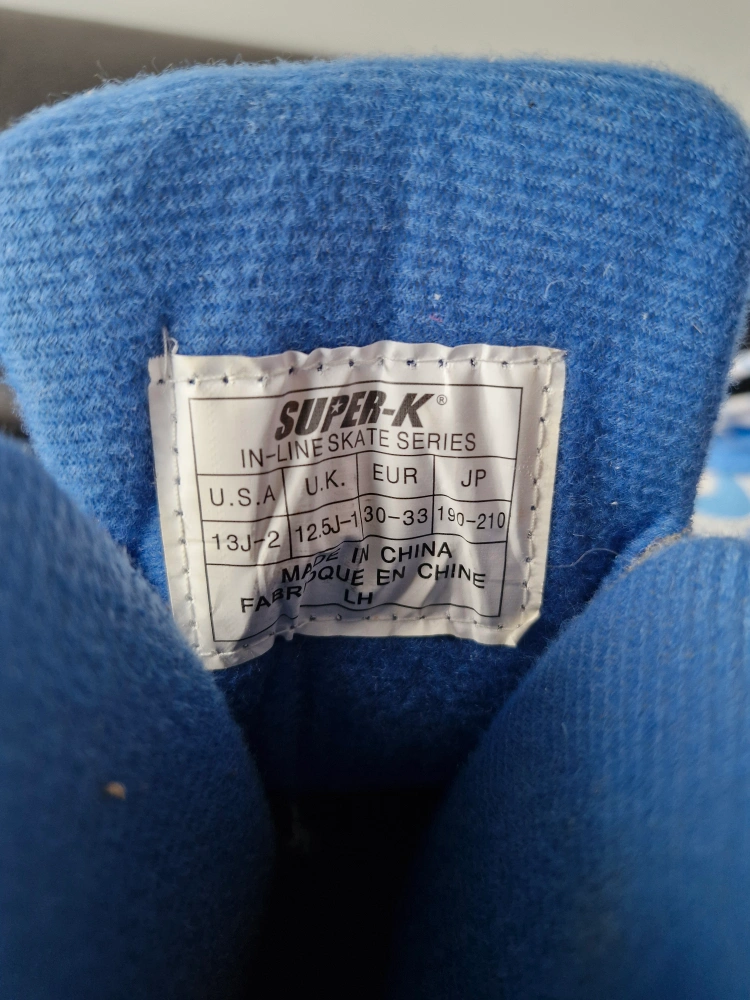 SUPER-K®
IN-LINE SKATE SERIES
U.S.A U.K. EUR JP
13J-2 12.5J-1 30-33 190-210
MADE IN CHINA
FABRIQUE EN CHINE
LH